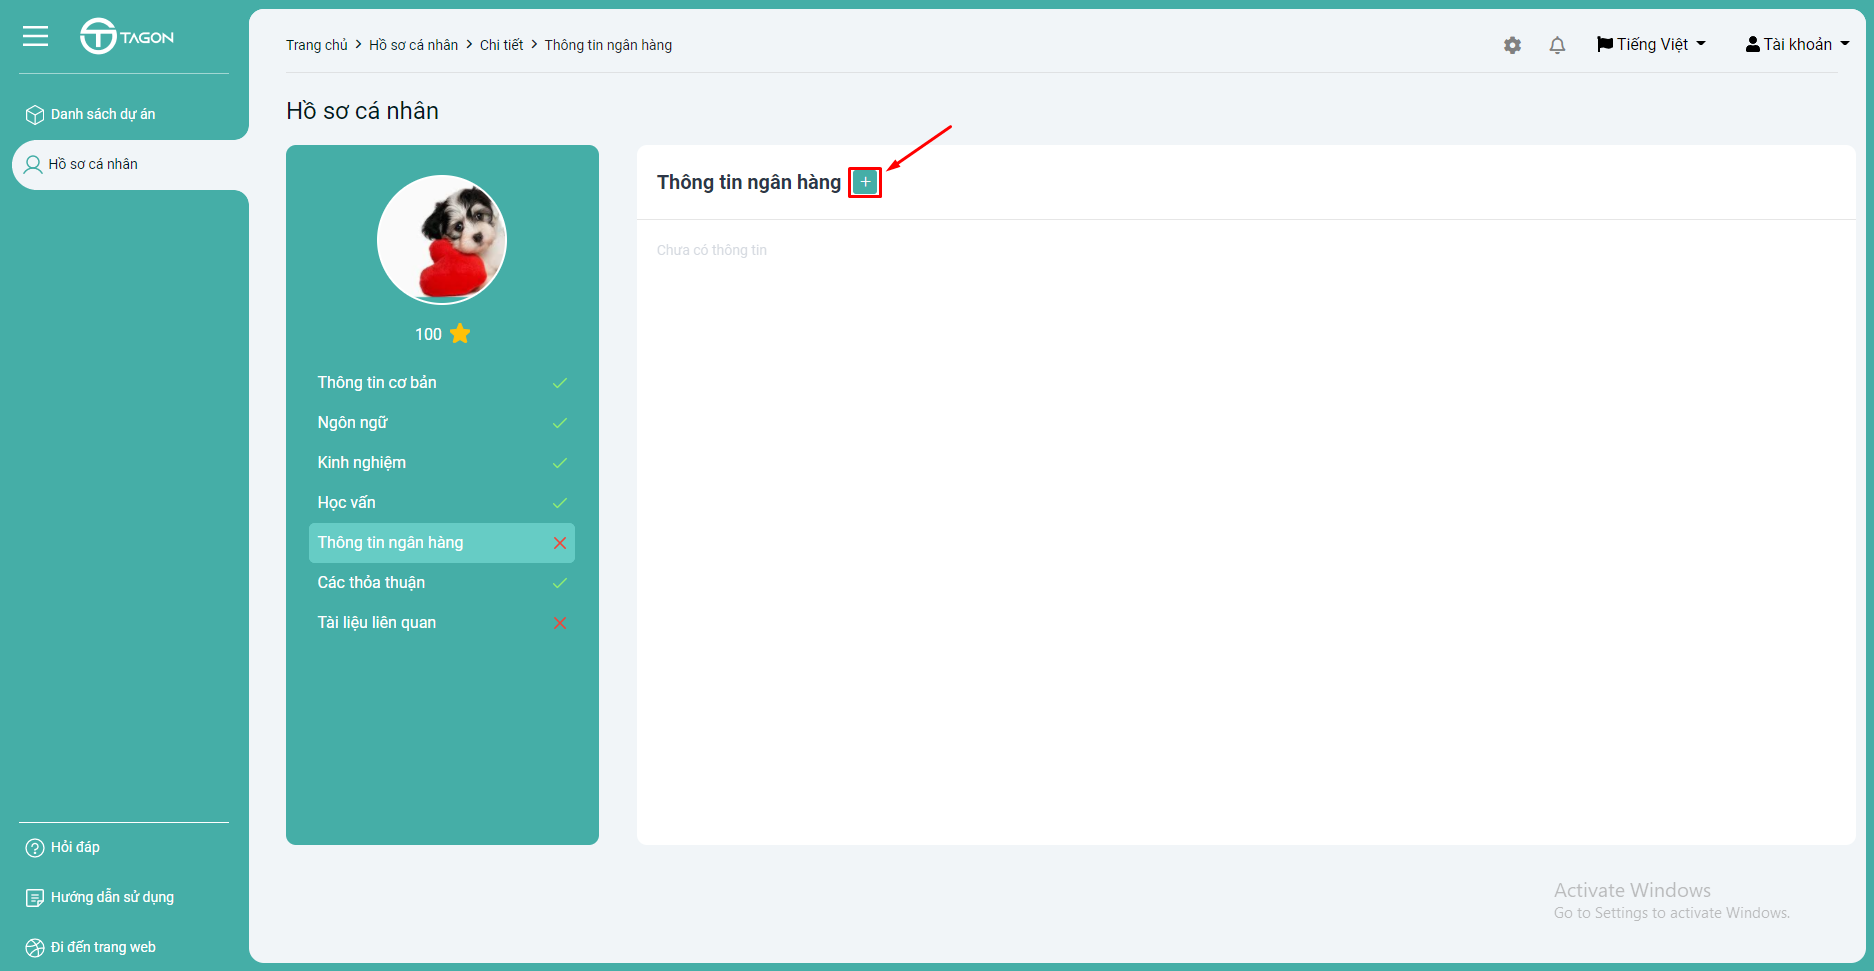 TAGON
Danh sách dự án
Hồ sơ cá nhân
Hỏi đáp
Hướng dẫn sử dụng
Đi đến trang web
Trang chủ > Hồ sơ cá nhân > Chi tiết > Thông tin ngân hàng
Tiếng Việt
Tài khoản
Hồ sơ cá nhân
100
Thông tin cơ bản
Ngôn ngữ
Kinh nghiệm
Học vấn
Thông tin ngân hàng
Các thỏa thuận
Tài liệu liên quan
Thông tin ngân hàng +
Chưa có thông tin
Activate Windows
Go to Settings to activate Windows.